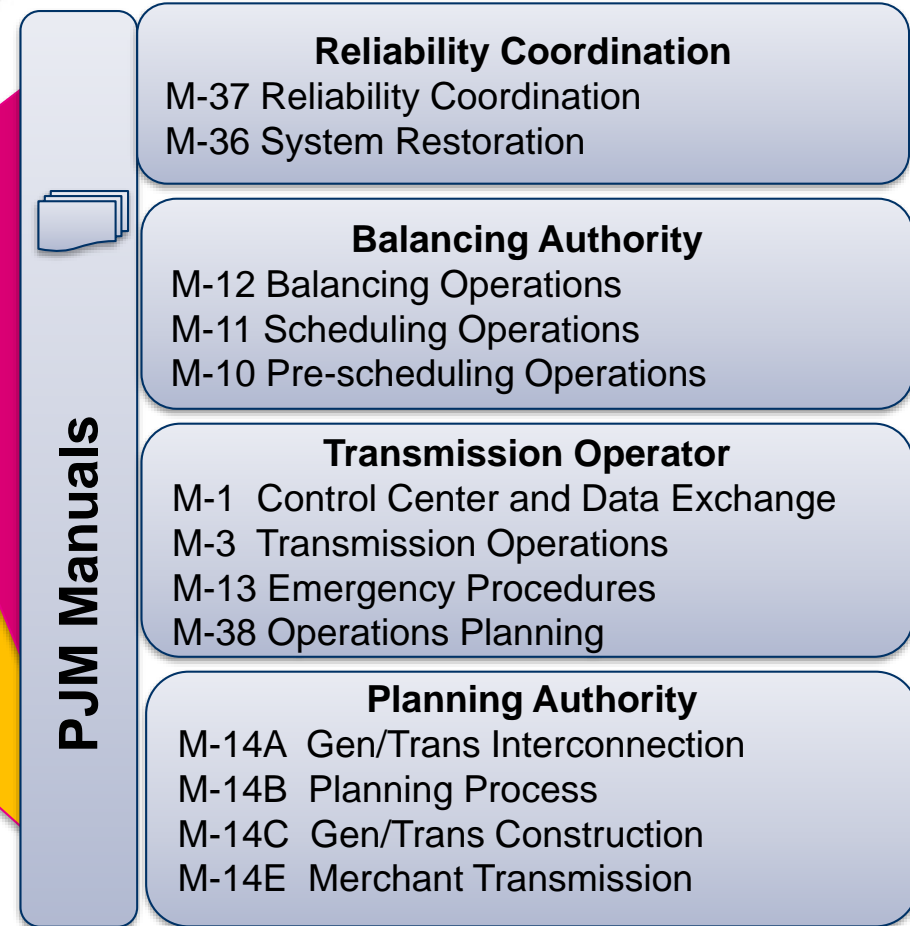 PJM Manuals
Reliability Coordination
M-37 Reliability Coordination
M-36 System Restoration
Balancing Authority
M-12 Balancing Operations
M-11 Scheduling Operations
M-10 Pre-scheduling Operations
Transmission Operator
M-1 Control Center and Data Exchange
M-3 Transmission Operations
M-13 Emergency Procedures
M-38 Operations Planning
Planning Authority
M-14A Gen/Trans Interconnection
M-14B Planning Process
M-14C Gen/Trans Construction
M-14E Merchant Transmission